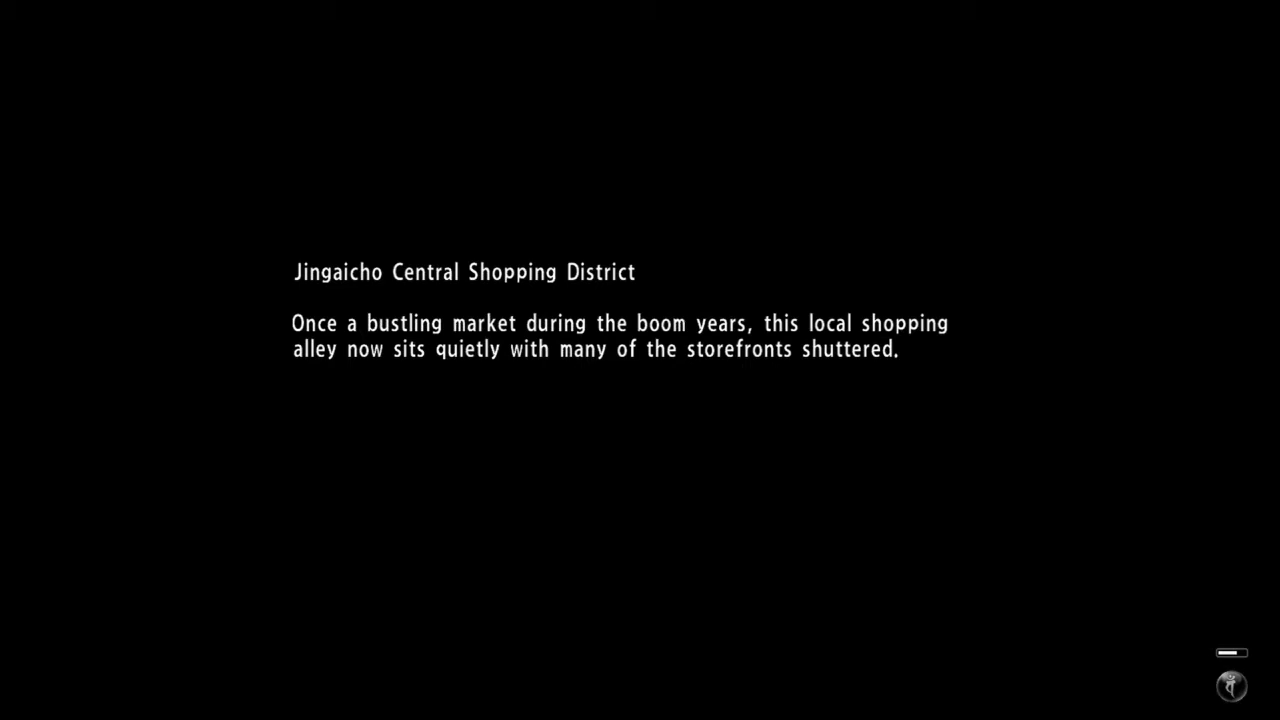 Jingaicho Central Shopping District
Once a bustling market during the boom years, this local shopping
alley now sits quietly with many of the storefronts shuttered.